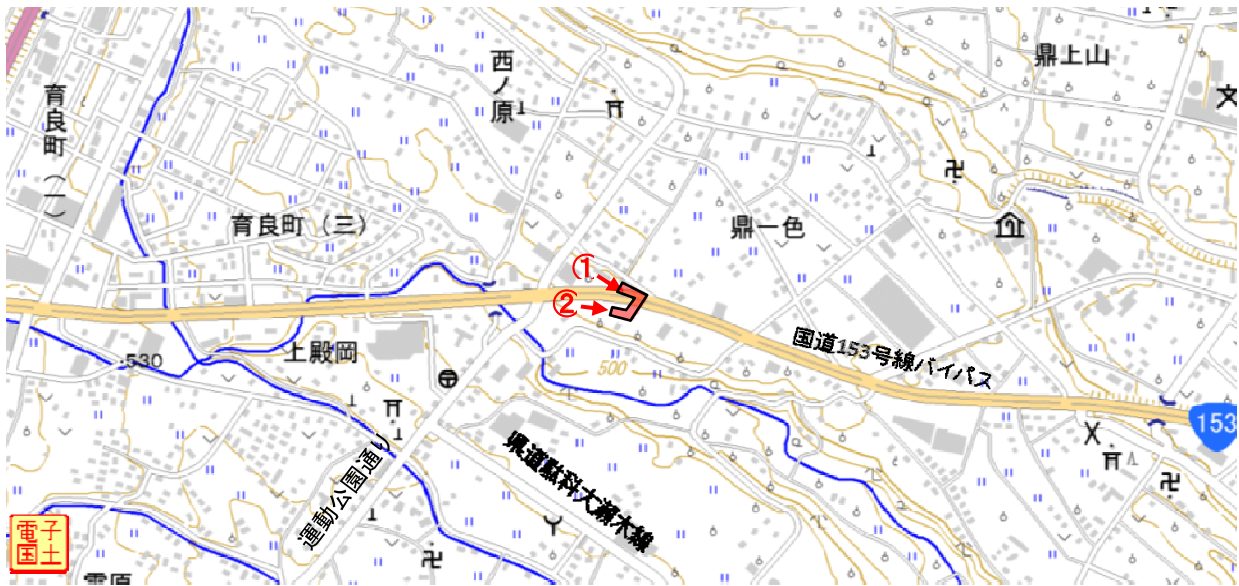 鼎上山
文
西ノ原
育良町（一）
育良町（三）
鼎一色
①
②
国道153号線バイパス
上殿岡
530
500
153
県道駄科大瀬木線
運動公園通り
電子
国土